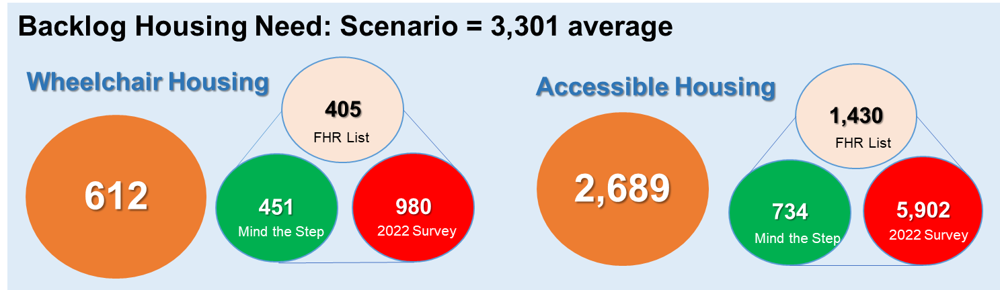 Backlog Housing Need: Scenario = 3,301 average
Wheelchair Housing
612
405
FHR List
451
Mind the Step
980
2022 Survey
Accessible Housing
2,689
1,430
FHR List
734
Mind the Step
5,902
2022 Survey